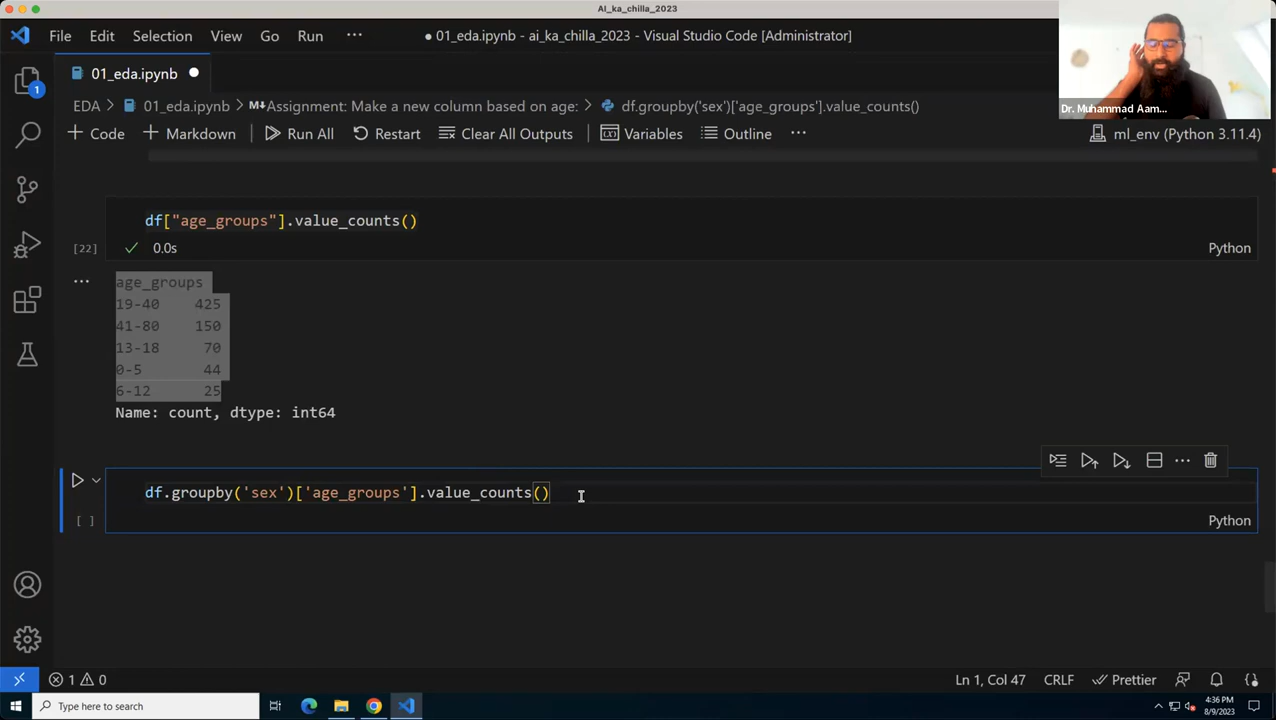 AI_ka_chilla_2023
File Edit Selection View Go Run ··· ● 01_eda.ipynb - ai_ka_chilla_2023 - Visual Studio Code [Administrator]
01_eda.ipynb
EDA > 01_eda.ipynb > M↓Assignment: Make a new column based on age: > df.groupby('sex')['age_groups'].value_counts()
Dr. Muhammad Aam...
+ Code + Markdown Run All Restart Clear All Outputs Variables Outline ··· ml_env (Python 3.11.4)
1
df["age_groups"].value_counts()
[22] ✓ 0.0s Python
··· age_groups
19-40 425
41-80 150
13-18 70
0-5 44
6-12 25
Name: count, dtype: int64
df.groupby('sex')['age_groups'].value_counts()
[ ] Python
1 0 Ln 1, Col 47 CRLF Prettier
Type here to search 4:36 PM
8/9/2023